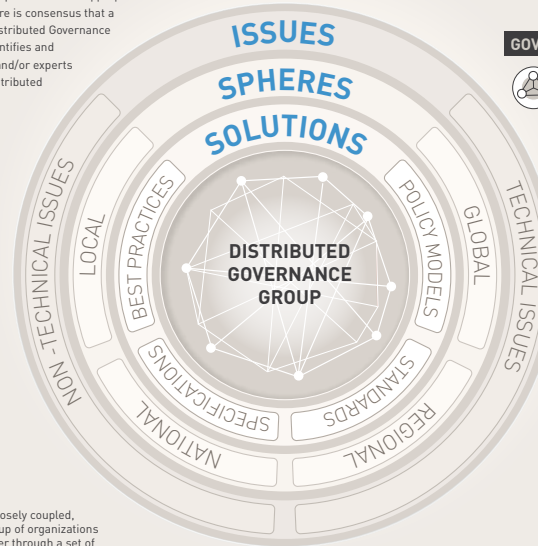 re is consensus that a
stributed Governance
ntifies and
and/or experts
tributed
GOV
ISSUES
SPHERES
SOLUTIONS
NON -TECHNICAL ISSUES
TECHNICAL ISSUES
LOCAL
GLOBAL
BEST PRACTICES
POLICY MODELS
DISTRIBUTED
GOVERNANCE
GROUP
SPECIFICATIONS
STANDARDS
NATIONAL
REGIONAL
osely coupled,
up of organizations
er through a set of